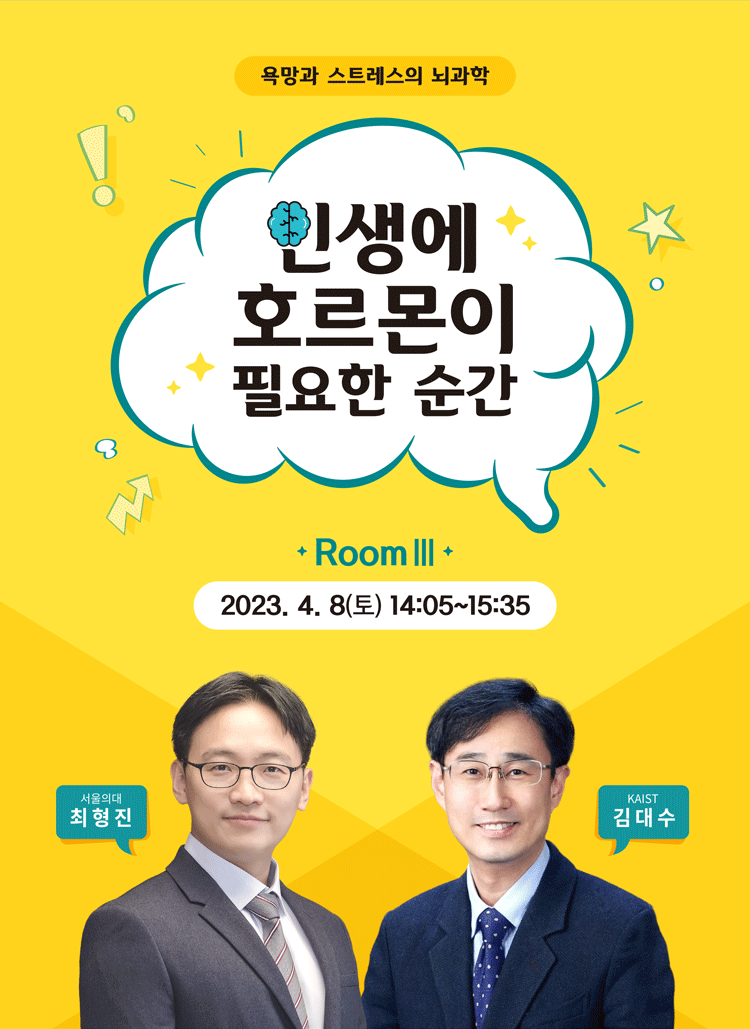 욕망과 스트레스의 뇌과학
인생에
호르몬이
필요한 순간
Room III
2023. 4. 8(토) 14:05~15:35
서울의대
최형진
KAIST
김대수